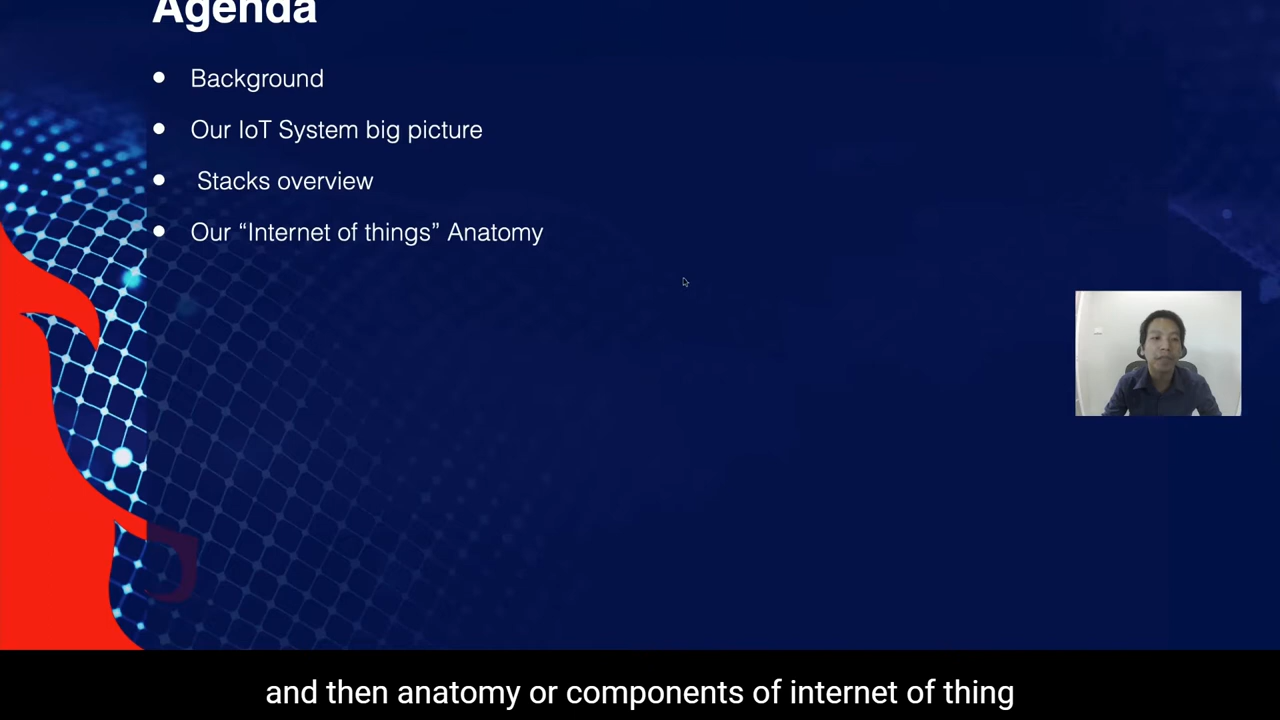 Agenda
Background
Our IoT System big picture
Stacks overview
Our “Internet of things” Anatomy
and then anatomy or components of internet of thing